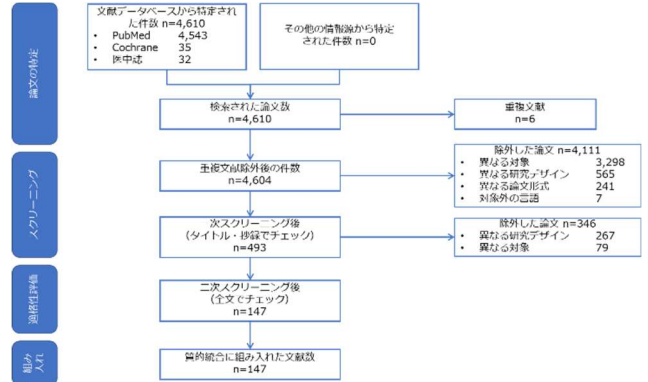 論文の特定
文献データベースから特定され
た件数 n=4,610
• PubMed 4,543
• Cochrane 35
• 医中誌 32
その他の情報源から特定
された件数 n=0
検索された論文数
n=4,610
重複文献
n=6
スクリーニング
重複文献除外後の件数
n=4,604
除外した論文 n=4,111
• 異なる対象 3,298
• 異なる研究デザイン 565
• 異なる論文形式 241
• 対象外の言語 7
次スクリーニング後
(タイトル・抄録でチェック)
n=493
除外した論文 n=346
• 異なる研究デザイン 267
• 異なる対象 79
適格性評価
二次スクリーニング後
(全文でチェック)
n=147
組み
入れ
質的統合に組み入れた文献数
n=147